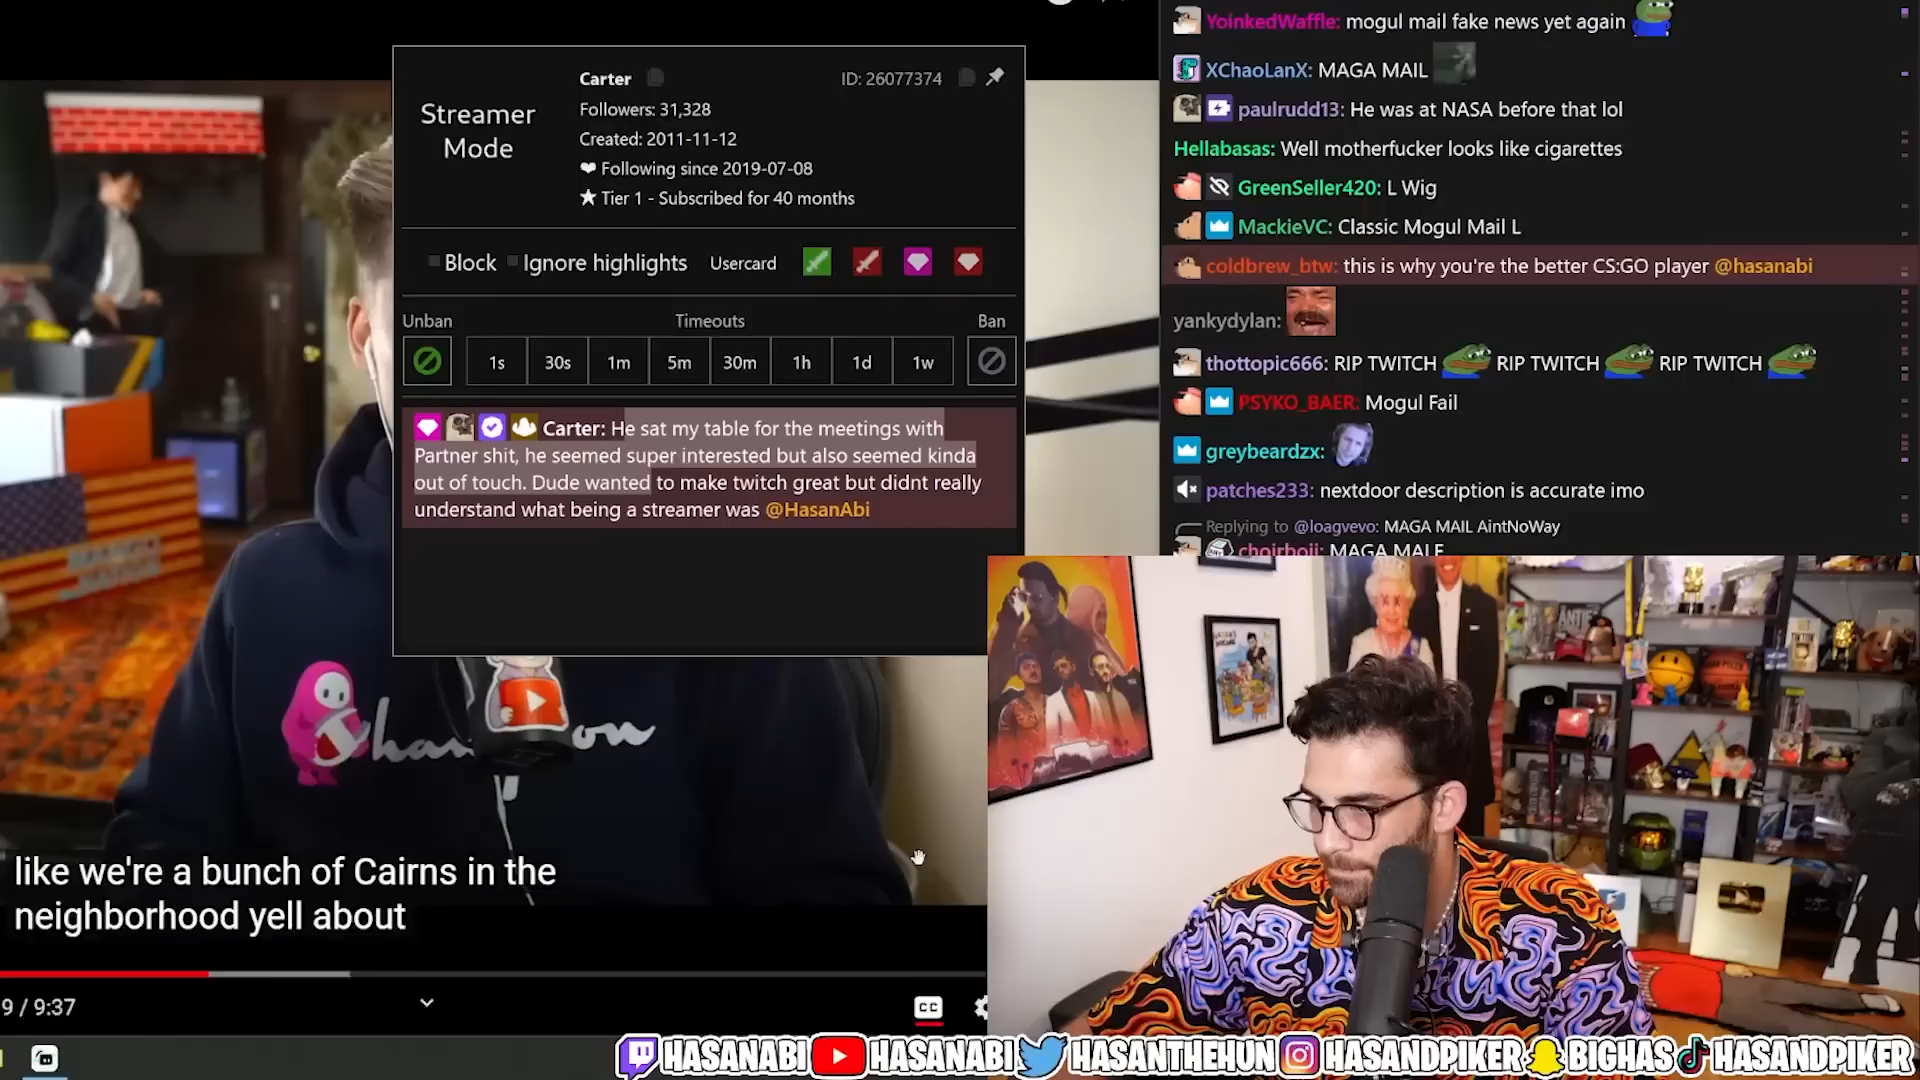 Streamer
Mode
Carter
ID: 26077374
Followers: 31,328
Created: 2011-11-12
Following since 2019-07-08
Tier 1 - Subscribed for 40 months
Block
Ignore highlights
Usercard
Unban
Timeouts
Ban
1s 30s 1m 5m 30m 1h 1d 1w
Carter: He sat my table for the meetings with
Partner shit, he seemed super interested but also seemed kinda
out of touch. Dude wanted to make twitch great but didnt really
understand what being a streamer was @HasanAbi
YoinkedWaffle: mogul mail fake news yet again
XChaoLanX: MAGA MAIL
paulrudd13: He was at NASA before that lol
Hellabasas: Well motherfucker looks like cigarettes
GreenSeller420: L Wig
MackieVC: Classic Mogul Mail L
coldbrew_btw: this is why you're the better CS:GO player @hasanabi
yankydylan:
thottopic666: RIP TWITCH RIP TWITCH RIP TWITCH
PSYKO_BAER: Mogul Fail
greybeardzx:
patches233: nextdoor description is accurate imo
Replying to @loagvevo: MAGA MAIL AintNoWay
choirboii: MAGA MALE
like we're a bunch of Cairns in the
neighborhood yell about
9 / 9:37
CC
HASANABI HASANABI HASANTHEHUN HASANDPIKER BIGHAS HASANDPIKER